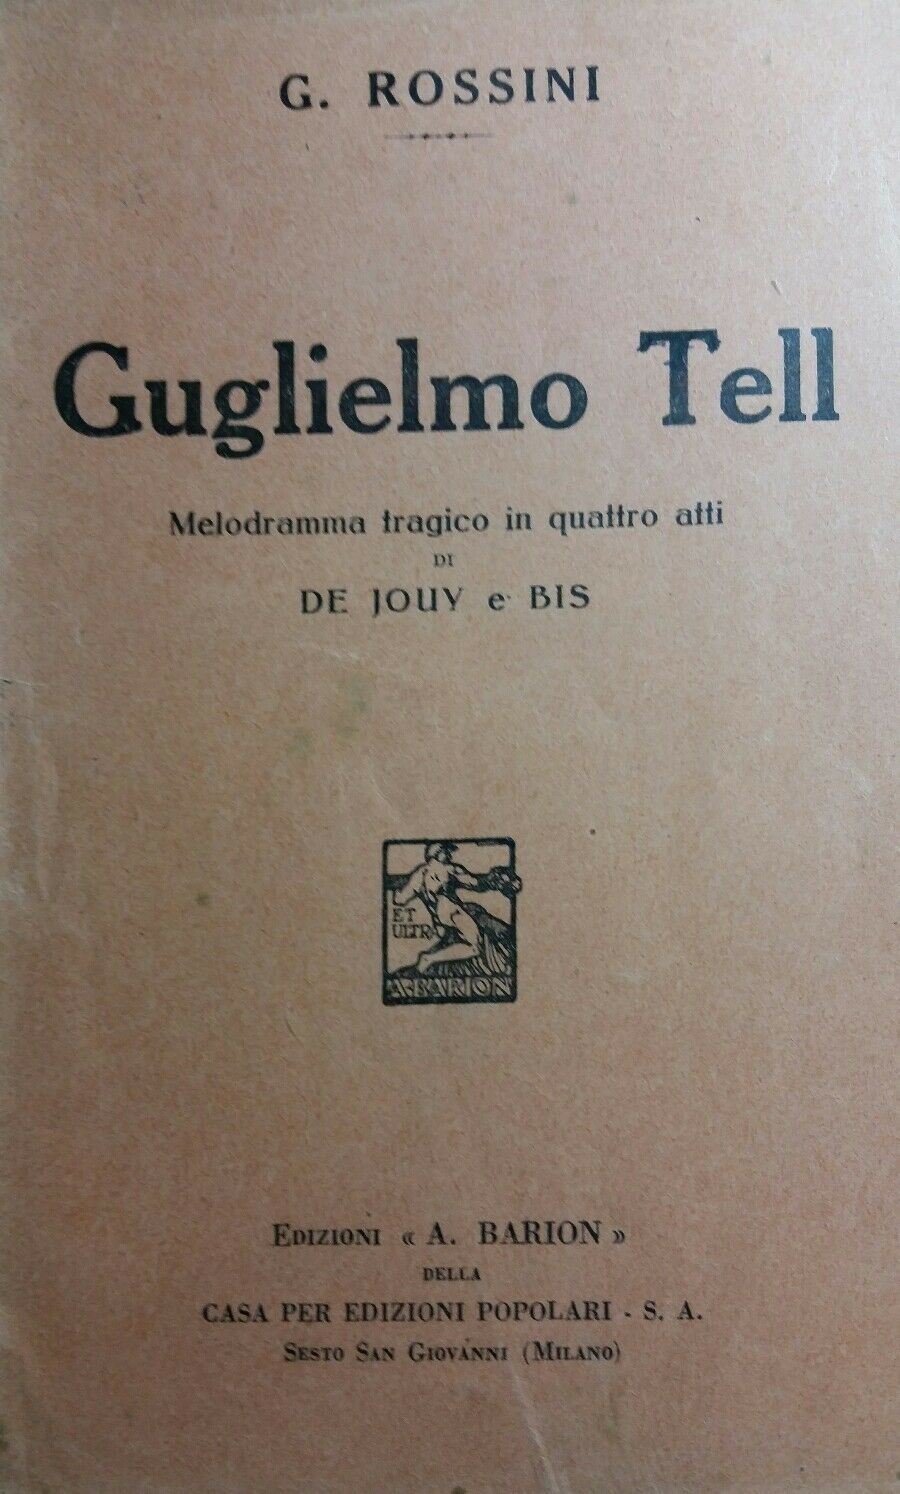 G. ROSSINI
Guglielmo Tell
Melodramma tragico in quattro atti
DI
DE JOUY e BIS
ET
ULTRA
A. BARION
EDIZIONI « A. BARION »
DELLA
CASA PER EDIZIONI POPOLARI - S. A.
SESTO SAN GIOVANNI (MILANO)